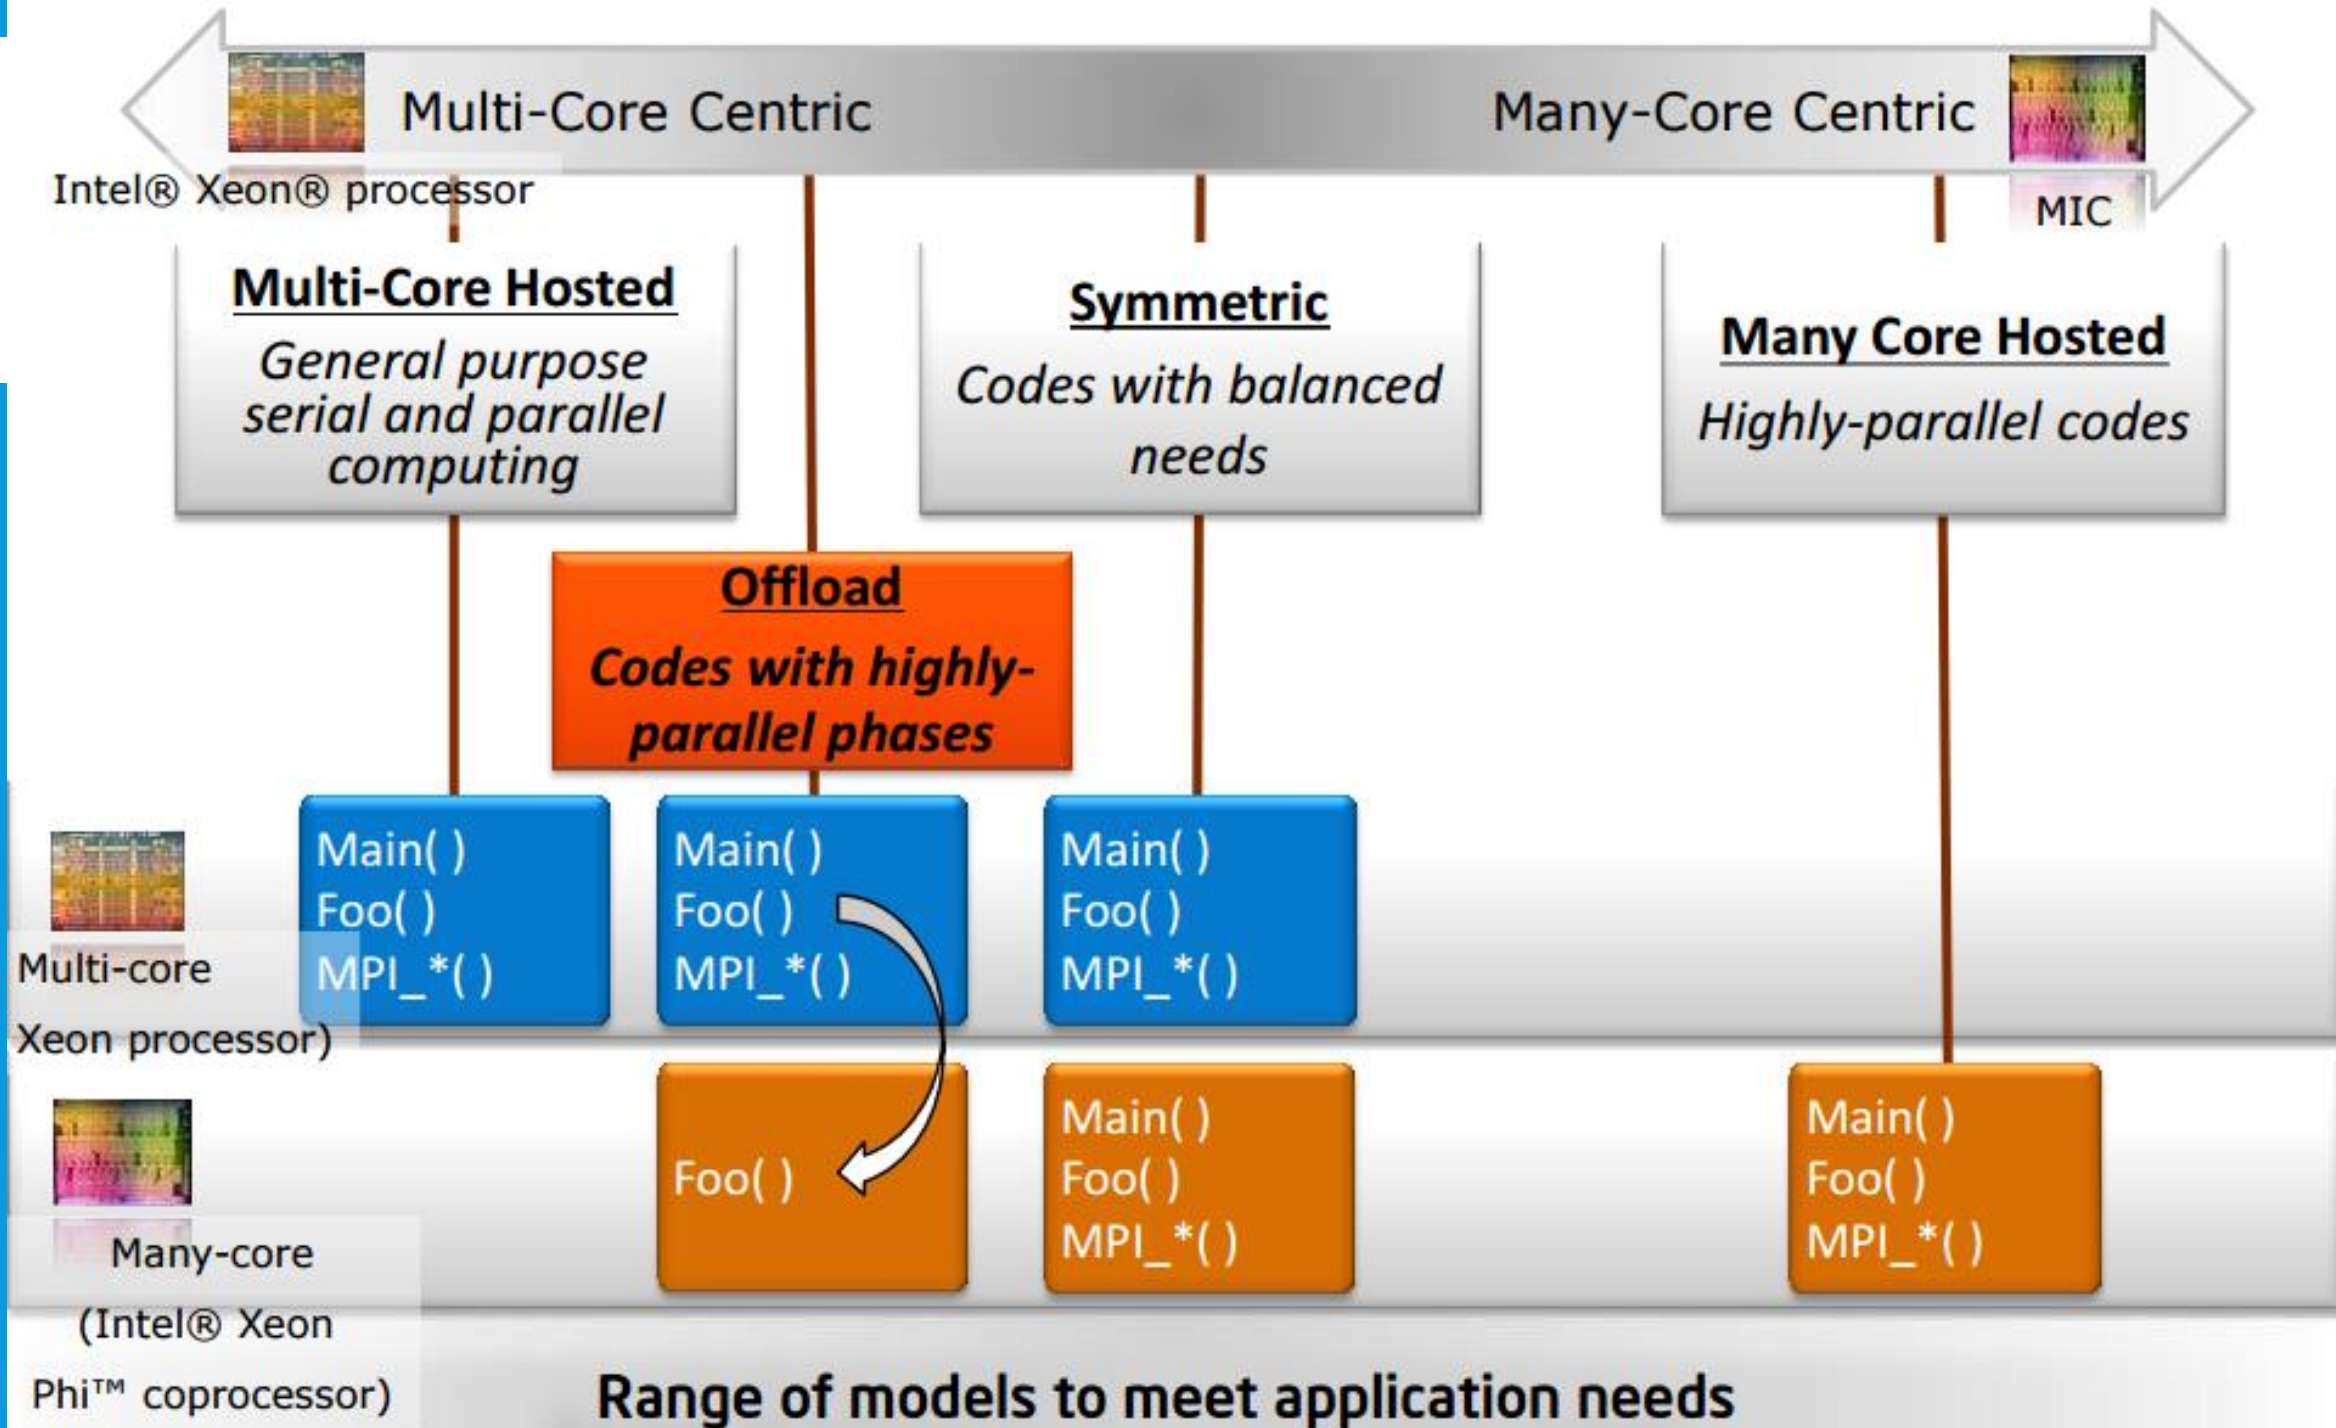 Multi-Core Centric
Many-Core Centric
Intel® Xeon® processor
MIC
Multi-Core Hosted
General purpose
serial and parallel
computing
Symmetric
Codes with balanced
needs
Many Core Hosted
Highly-parallel codes
Offload
Codes with highly-
parallel phases
Main( )
Foo( )
MPI_*( )
Main( )
Foo( )
MPI_*( )
Main( )
Foo( )
MPI_*( )
Multi-core
Xeon processor)
Foo( )
Main( )
Foo( )
MPI_*( )
Main( )
Foo( )
MPI_*( )
Many-core
(Intel® Xeon
Phi™ coprocessor)
Range of models to meet application needs